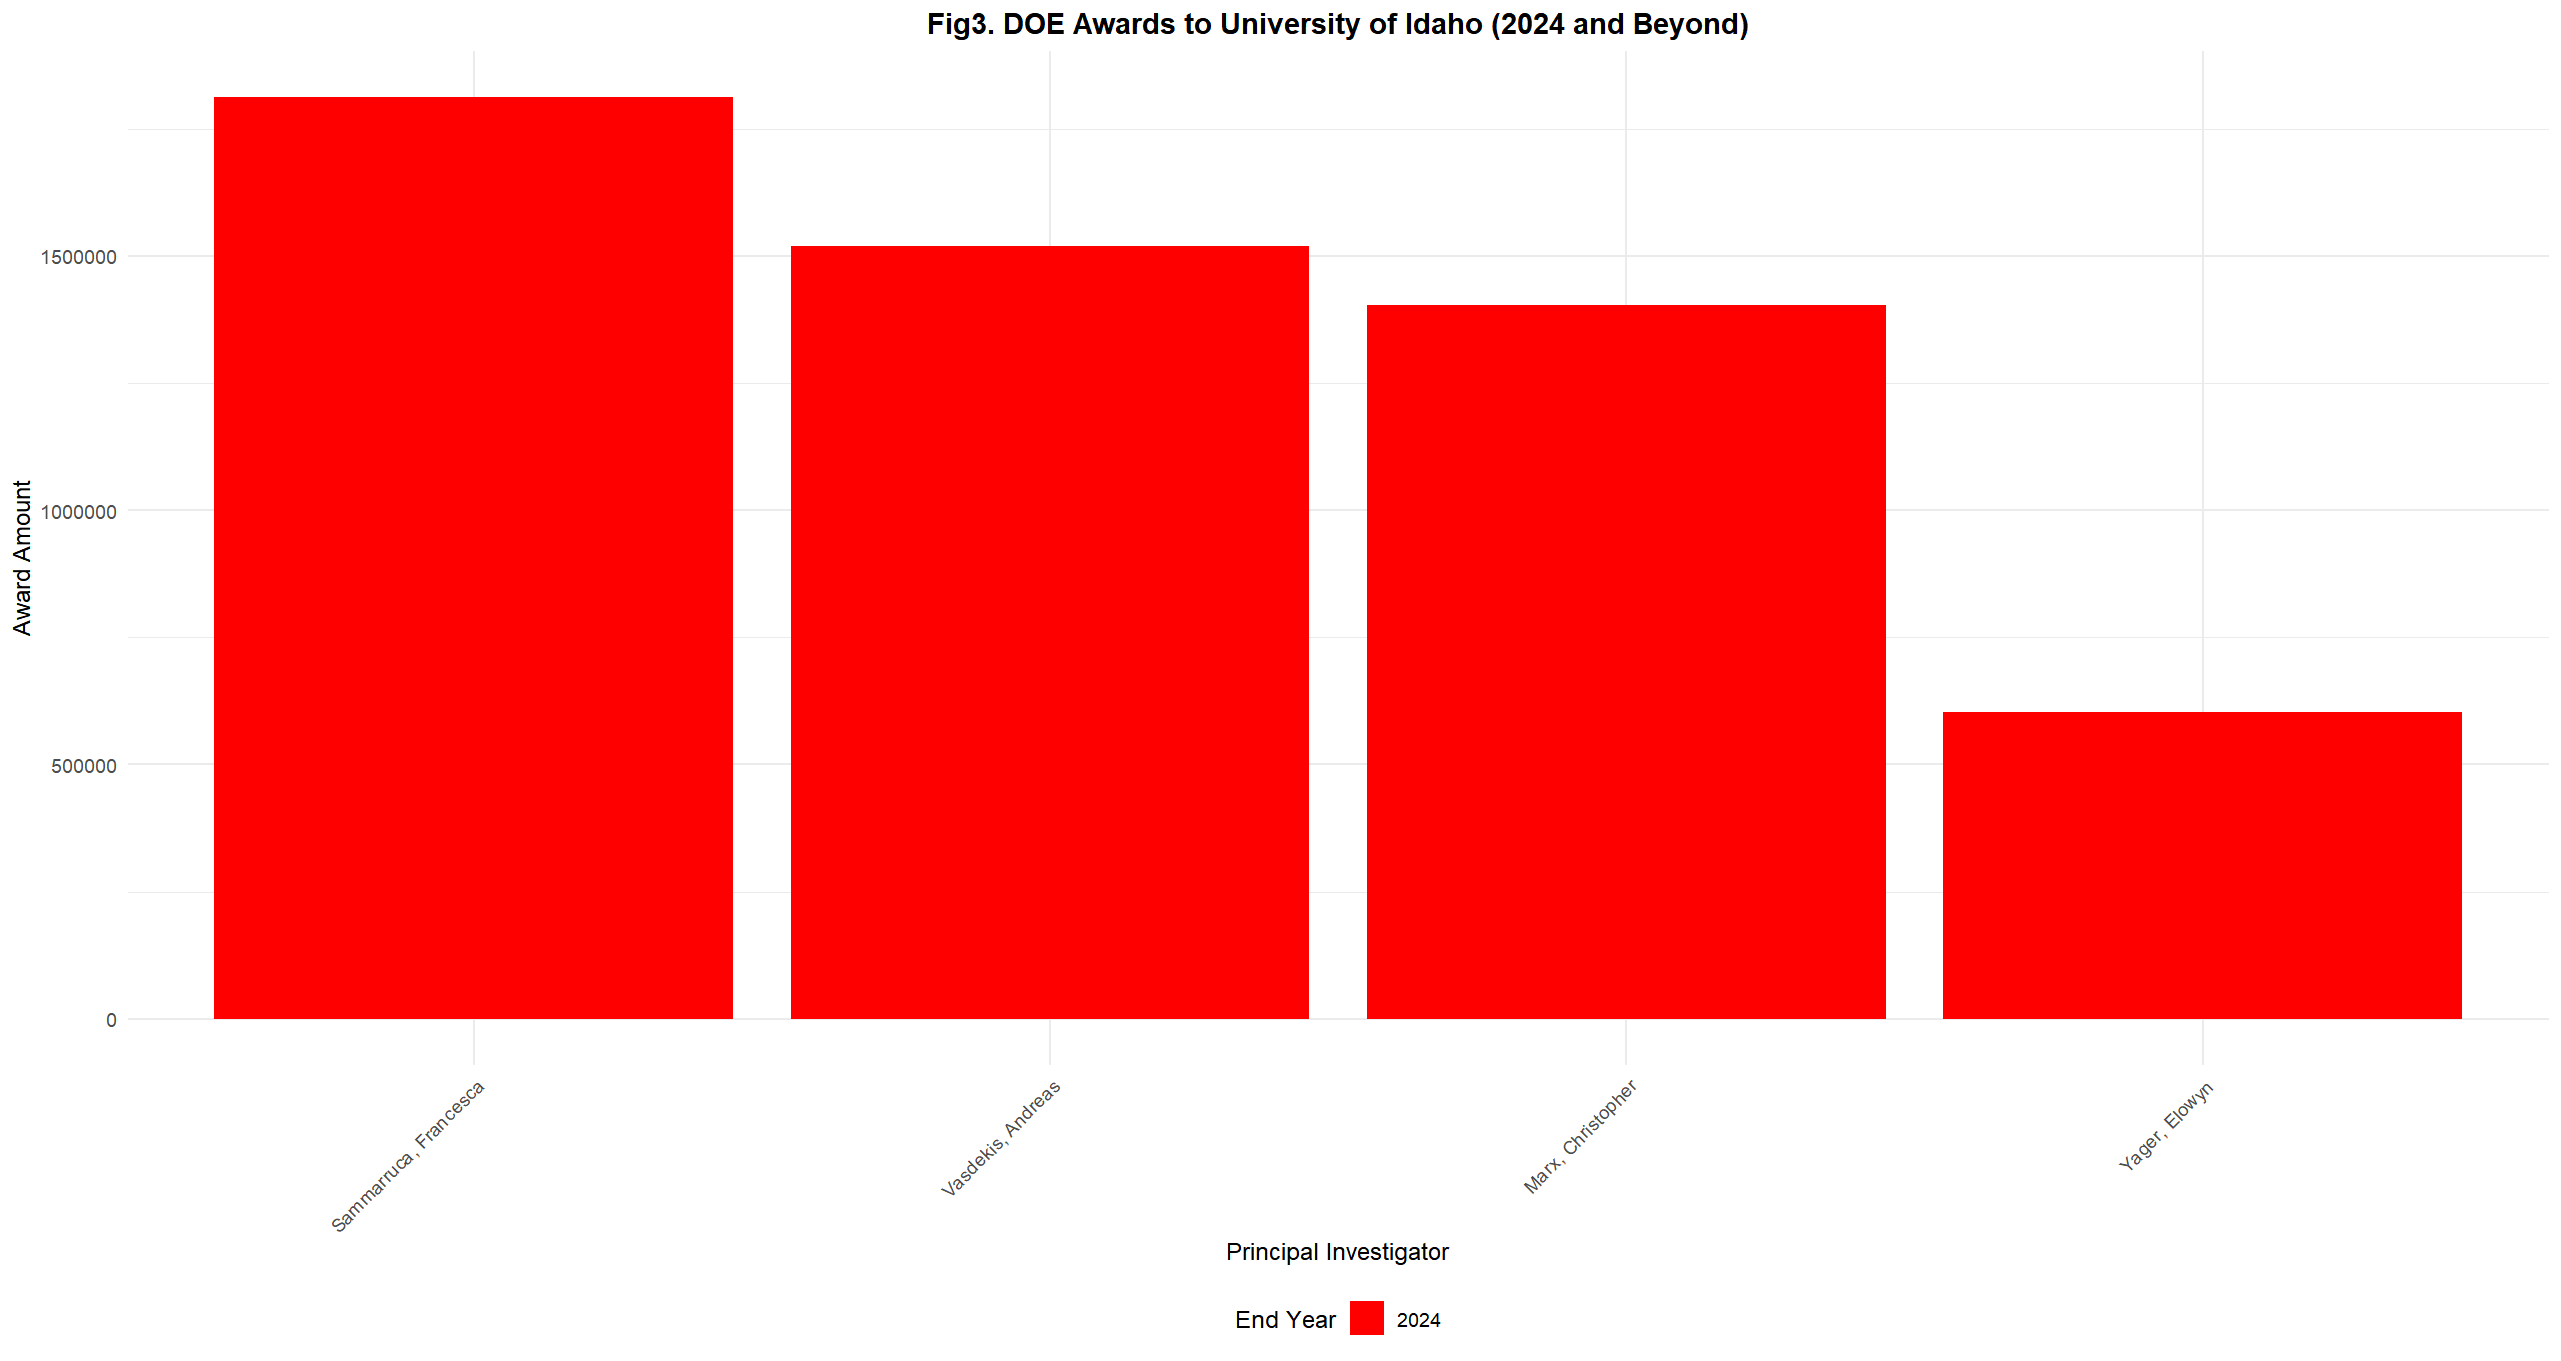 Fig3. DOE Awards to University of Idaho (2024 and Beyond)
Award Amount
1500000
1000000
500000
0
Sammarruca, Francesca
Vasdekis, Andreas
Marx, Christopher
Yager, Elowyn
Principal Investigator
End Year 2024